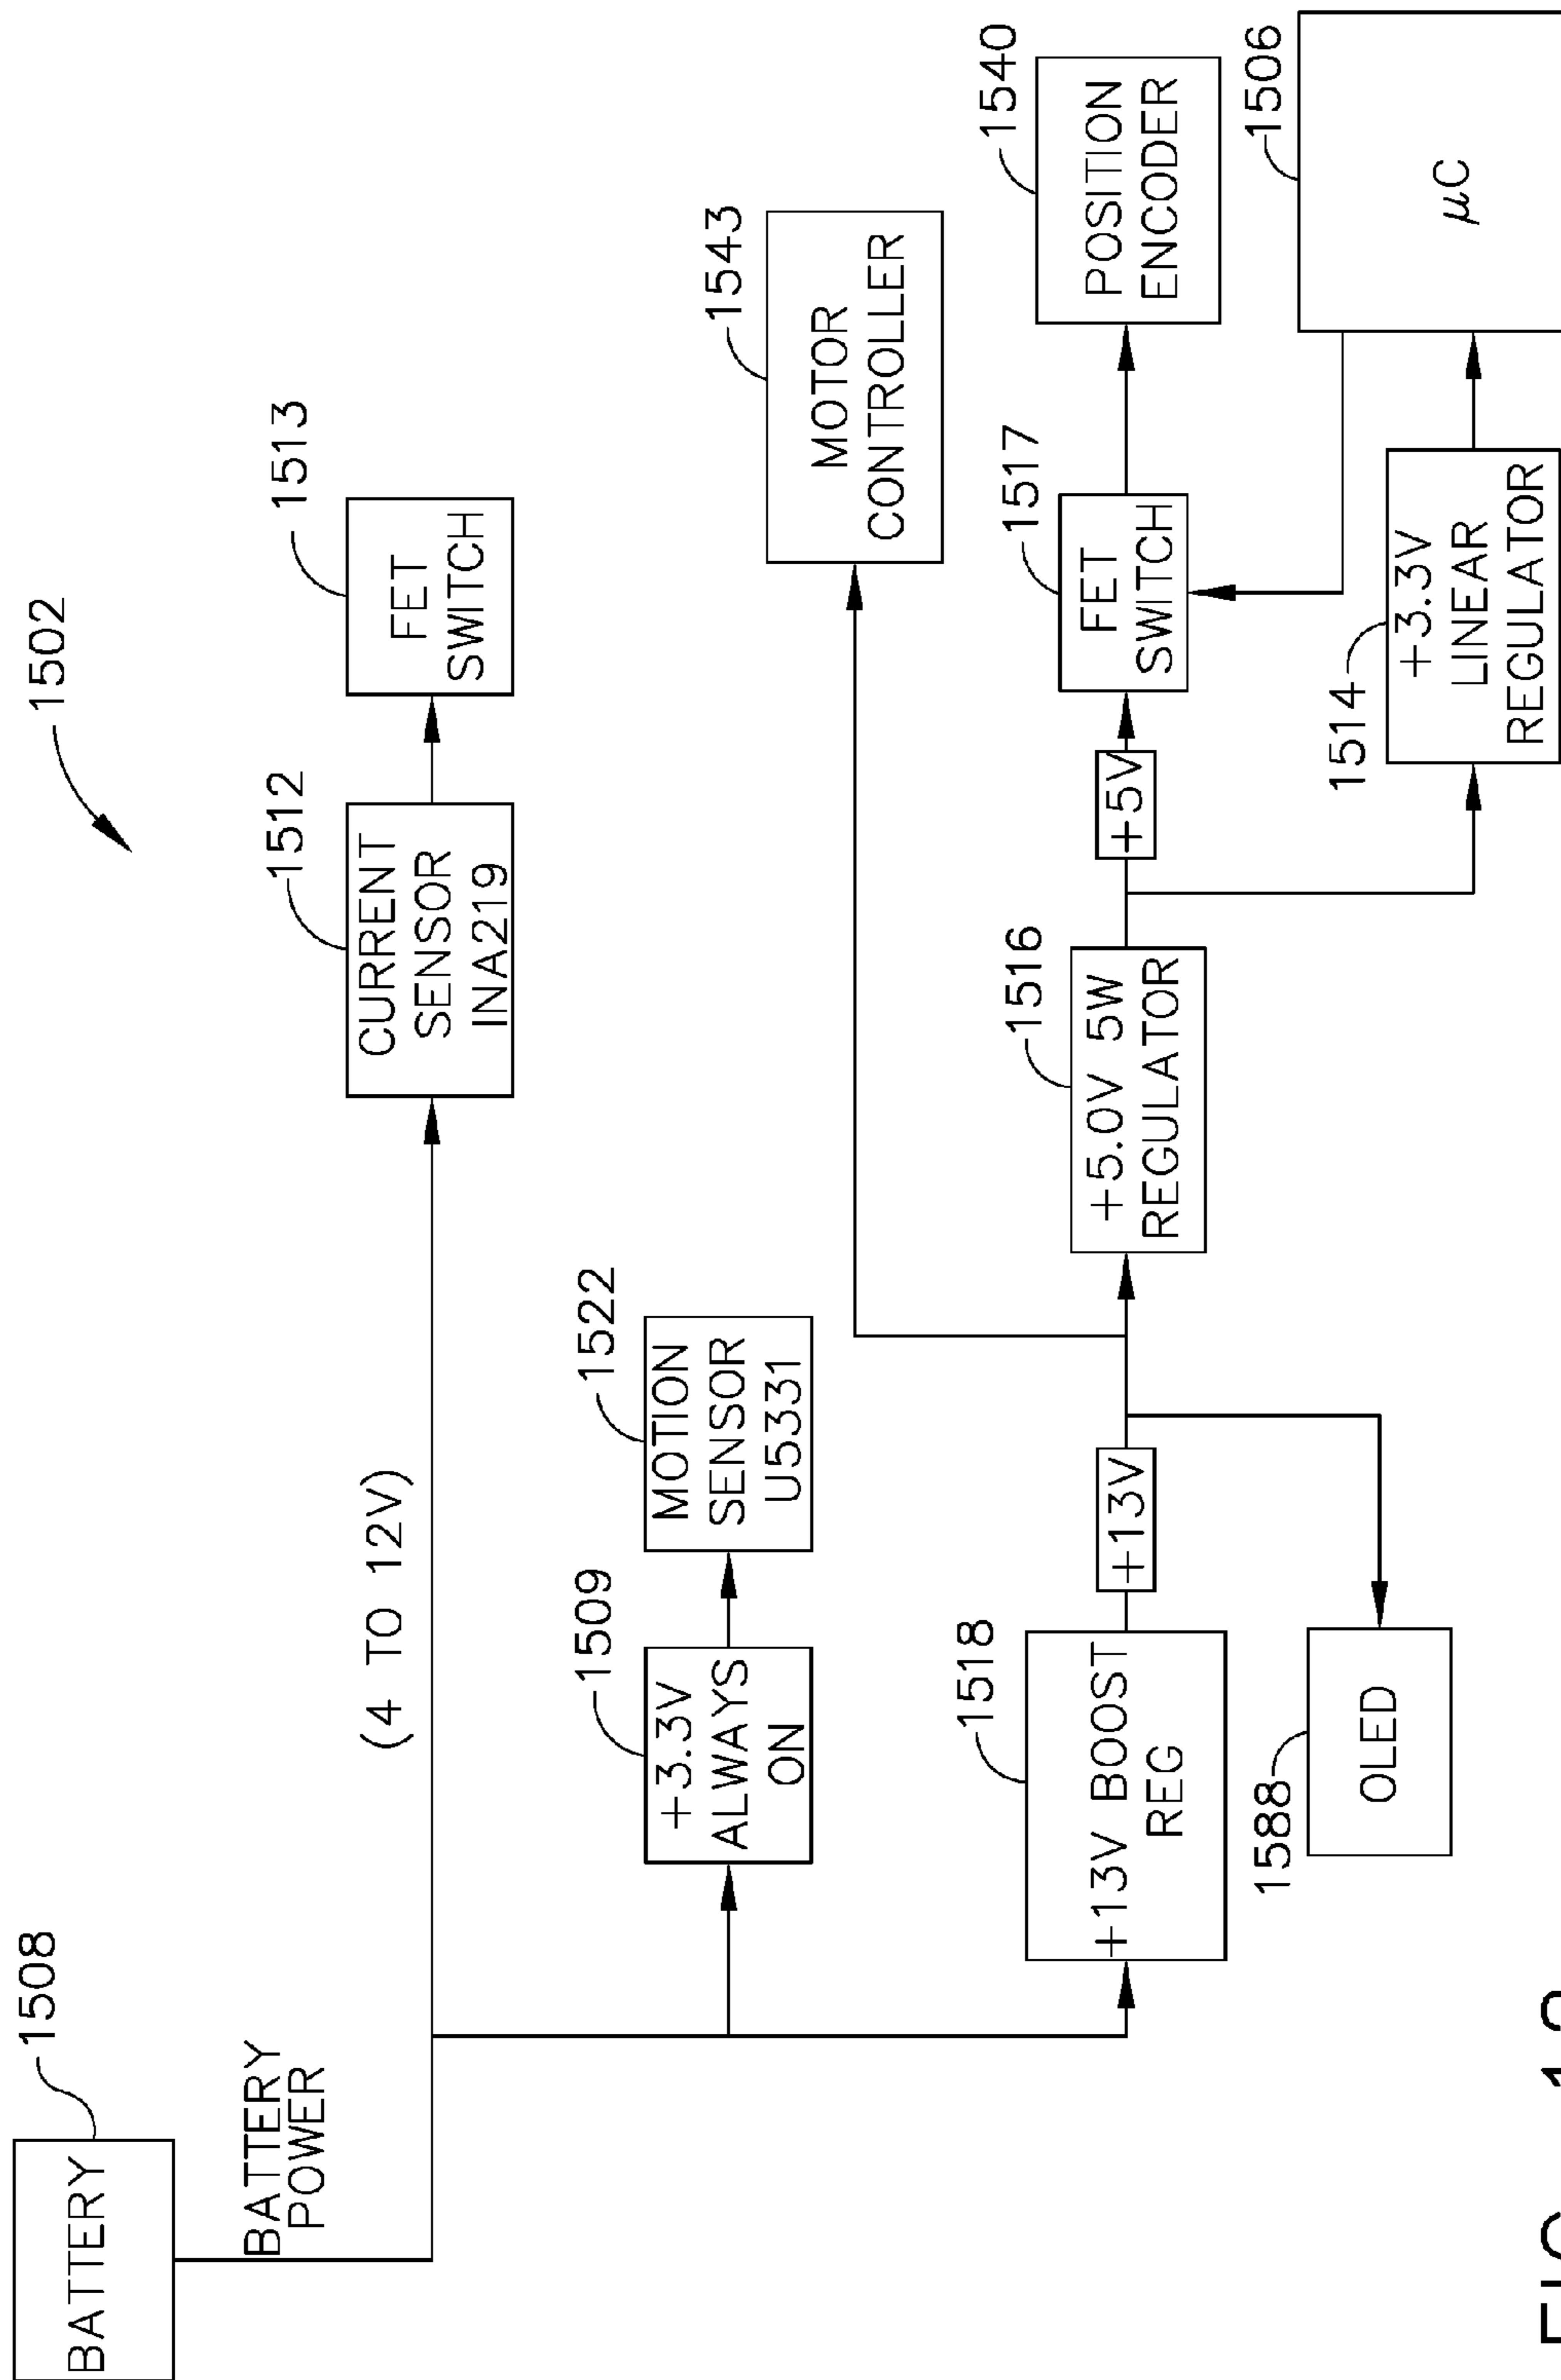 1502
BATTERY
1508
BATTERY
POWER
(4 TO 12V)
CURRENT
SENSOR
INA219
1512
FET
SWITCH
1513
+3.3V
ALWAYS
ON
1509
MOTION
SENSOR
U5331
1522
MOTOR
CONTROLLER
1543
+13V BOOST
REG
1518
+13V
+5.0V 5W
REGULATOR
1516
+5V
FET
SWITCH
1517
POSITION
ENCODER
1540
OLED
1588
+3.3V
LINEAR
REGULATOR
1514
μC
1506